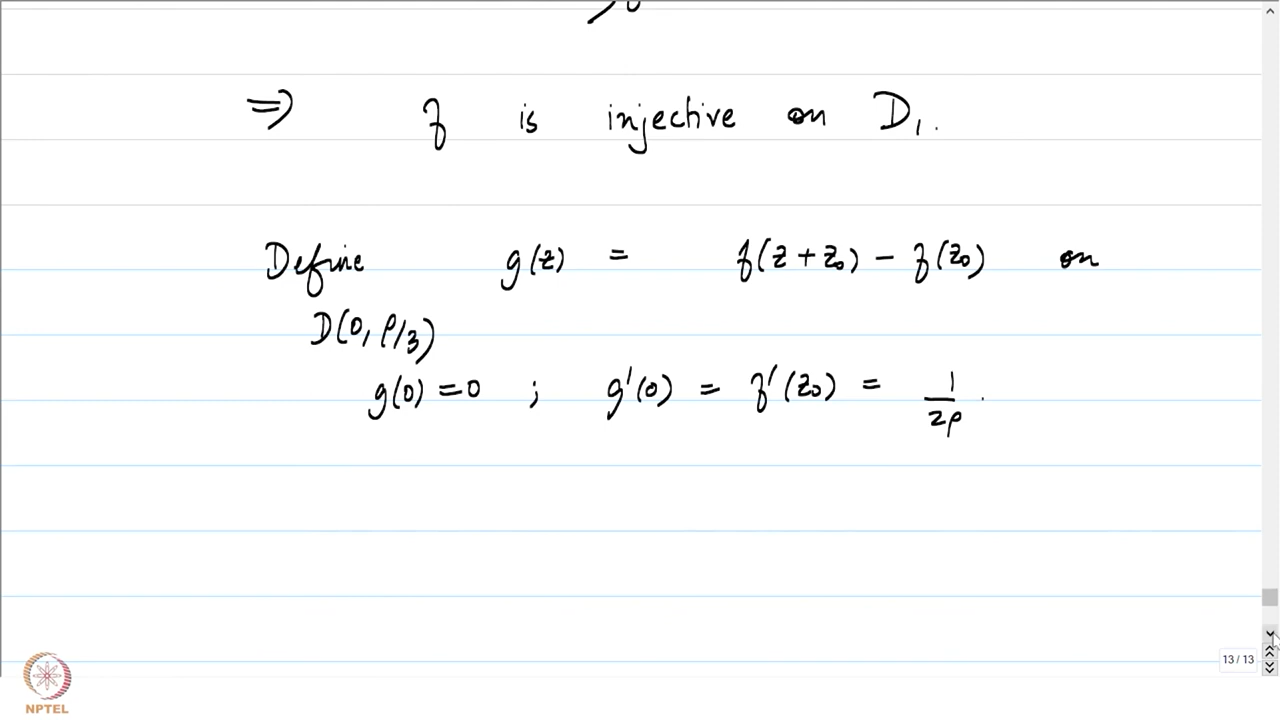 ⇒ f is injective on D₁.
Define g(z) = f(z + z₀) − f(z₀) on
D(0, ρ/3)
g(0) = 0 ; g'(0) = f'(z₀) = 1/2ρ .
13 / 13
NPTEL